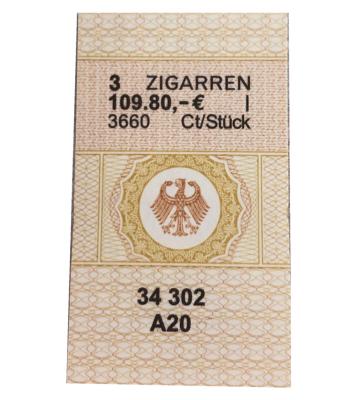 3 ZIGARREN
109.80,-€ I
3660 Ct/Stück
34 302
A20